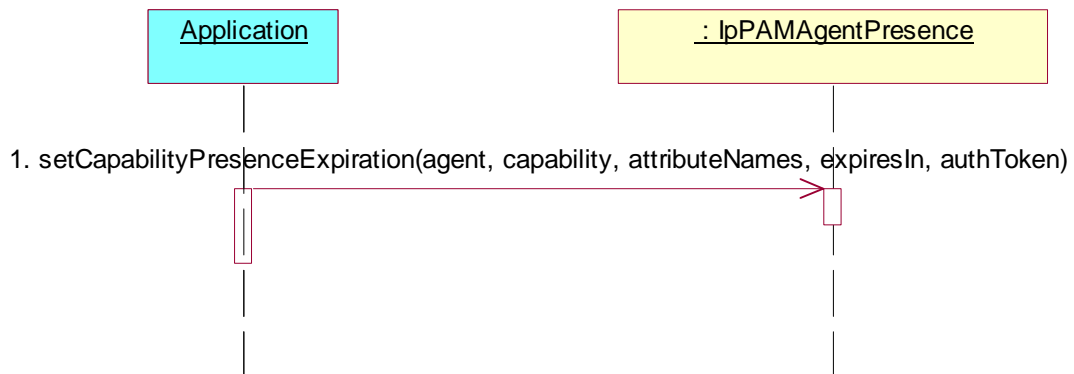 Application
: IpPAMAgentPresence
1. setCapabilityPresenceExpiration(agent, capability, attributeNames, expiresIn, authToken)